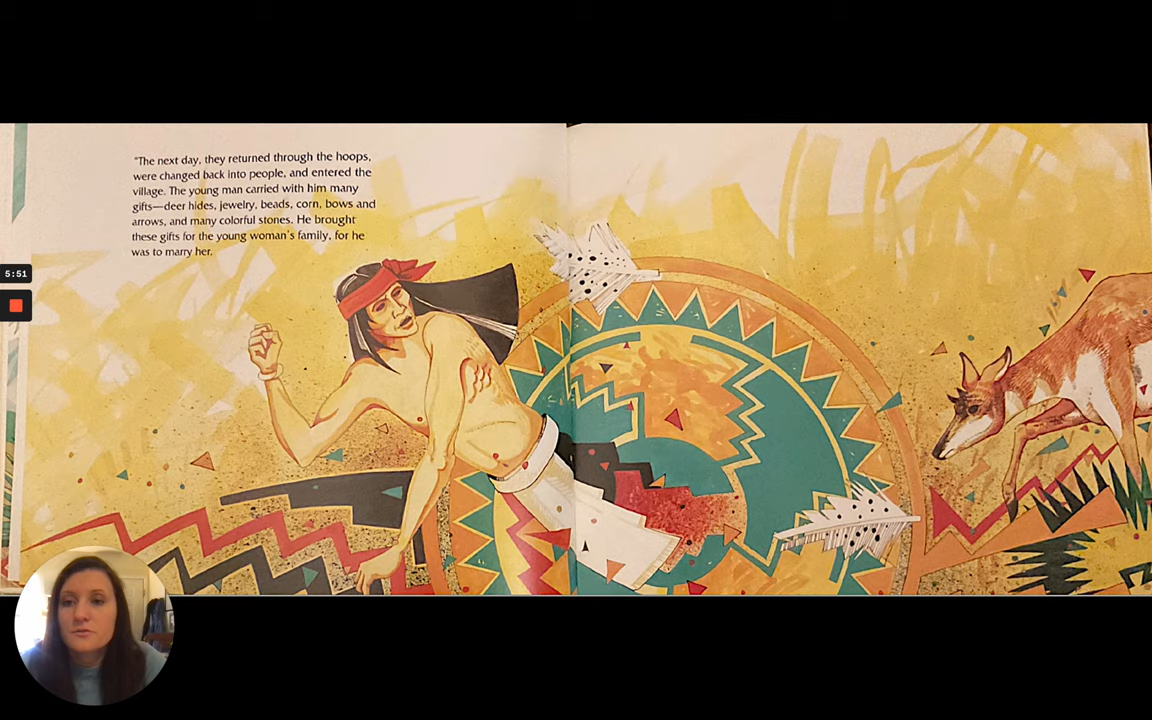 "The next day, they returned through the hoops,
were changed back into people, and entered the
village. The young man carried with him many
gifts—deer hides, jewelry, beads, corn, bows and
arrows, and many colorful stones. He brought
these gifts for the young woman's family, for he
was to marry her.
5:51